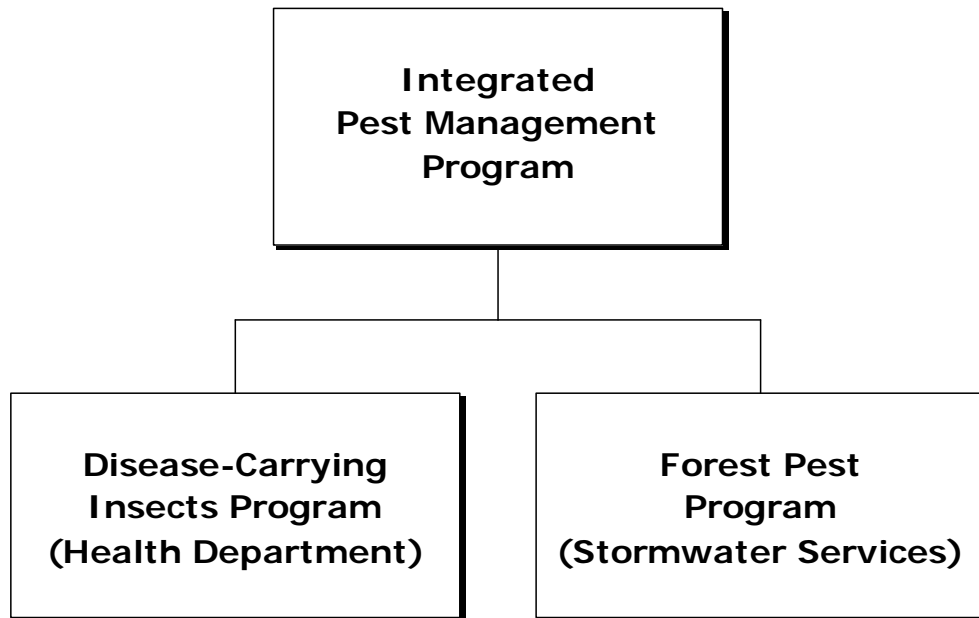 Integrated
Pest Management
Program
Disease-Carrying
Insects Program
(Health Department)
Forest Pest
Program
(Stormwater Services)